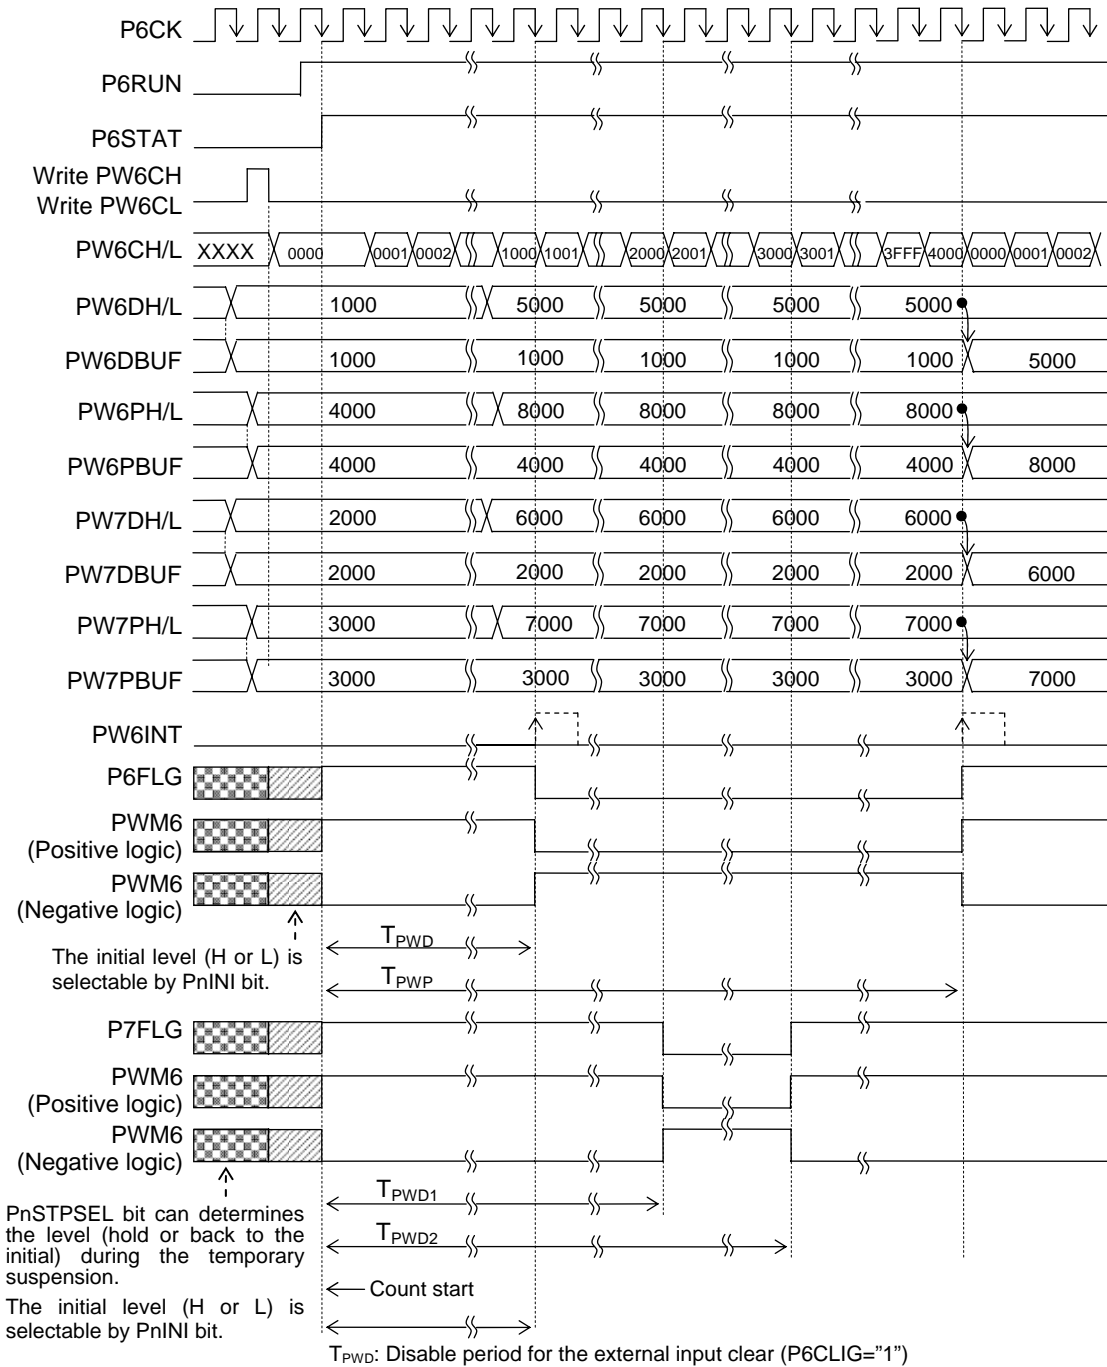 P6CK
P6RUN
P6STAT
Write PW6CH
Write PW6CL
PW6CH/L XXXX 0000 0001 0002 1000 1001 2000 2001 3000 3001 3FFF 4000 0000 0001 0002
PW6DH/L 1000 5000 5000 5000 5000
PW6DBUF 1000 1000 1000 1000 1000 5000
PW6PH/L 4000 8000 8000 8000 8000
PW6PBUF 4000 4000 4000 4000 4000 8000
PW7DH/L 2000 6000 6000 6000 6000
PW7DBUF 2000 2000 2000 2000 2000 6000
PW7PH/L 3000 7000 7000 7000 7000
PW7PBUF 3000 3000 3000 3000 3000 7000
PW6INT
P6FLG
PWM6
(Positive logic)
PWM6
(Negative logic)
TPWD
The initial level (H or L) is
selectable by PnINI bit.
TPWP
P7FLG
PWM6
(Positive logic)
PWM6
(Negative logic)
TPWD1
PnSTPSEL bit can determines
the level (hold or back to the
initial) during the temporary
suspension.
TPWD2
Count start
The initial level (H or L) is
selectable by PnINI bit.
TPWD: Disable period for the external input clear (P6CLIG="1")